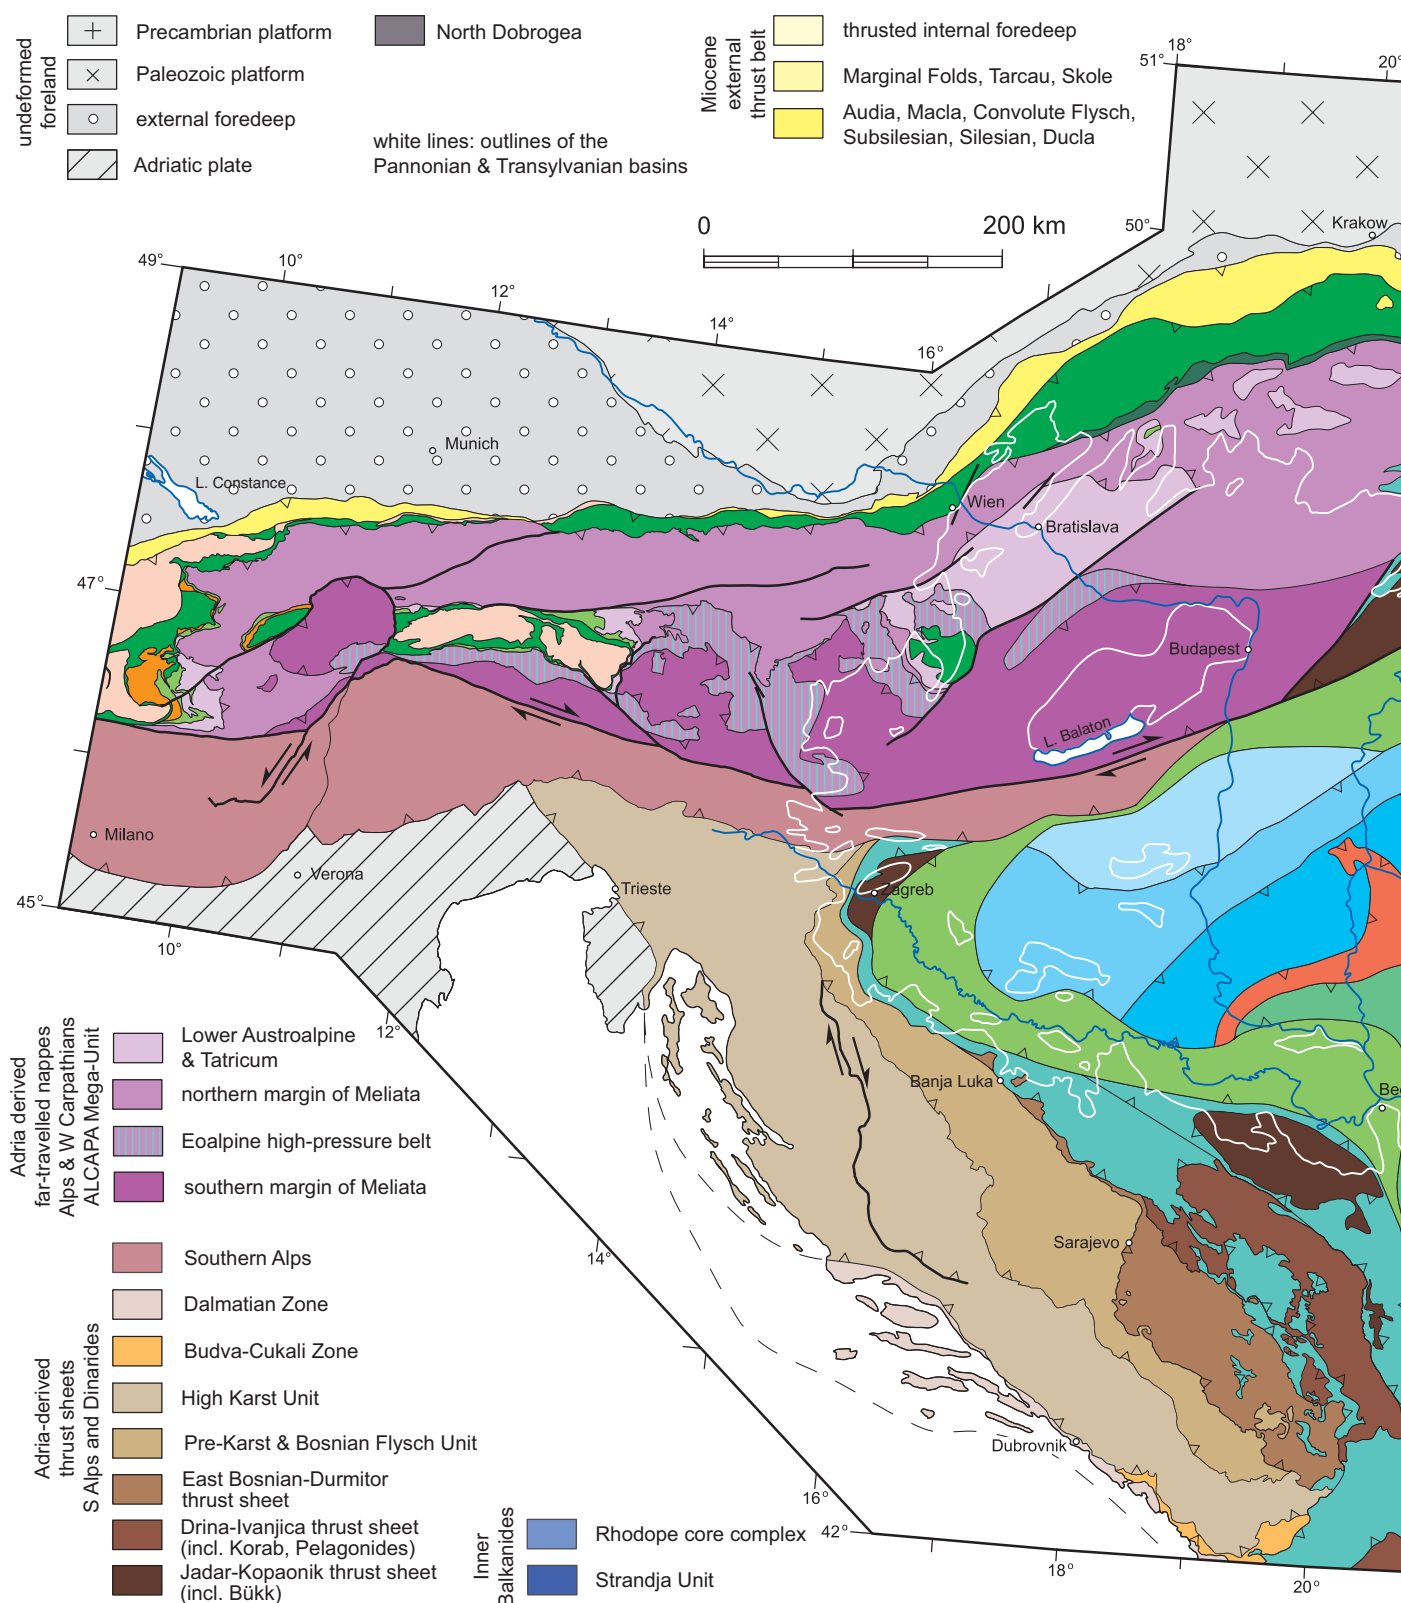 undeformed
foreland
Precambrian platform
Paleozoic platform
external foredeep
Adriatic plate
North Dobrogea
white lines: outlines of the
Pannonian & Transylvanian basins
Miocene
external
thrust belt
thrusted internal foredeep
Marginal Folds, Tarcau, Skole
Audia, Macla, Convolute Flysch,
Subsilesian, Silesian, Ducla
18°
51°
20°
0
200 km
50°
Krakow
49°
10°
12°
14°
16°
Munich
L. Constance
Wien
Bratislava
47°
Budapest
L. Balaton
Milano
Verona
Trieste
Zagreb
45°
10°
12°
Banja Luka
Be
Sarajevo
14°
Dubrovnik
16°
42°
18°
20°
Adria derived
far-travelled nappes
Alps & W Carpathians
ALCAPA Mega-Unit
Lower Austroalpine
& Tatricum
northern margin of Meliata
Eoalpine high-pressure belt
southern margin of Meliata
Adria-derived
thrust sheets
S Alps and Dinarides
Southern Alps
Dalmatian Zone
Budva-Cukali Zone
High Karst Unit
Pre-Karst & Bosnian Flysch Unit
East Bosnian-Durmitor
thrust sheet
Drina-Ivanjica thrust sheet
(incl. Korab, Pelagonides)
Jadar-Kopaonik thrust sheet
(incl. Bükk)
Inner
Balkanides
Rhodope core complex
Strandja Unit